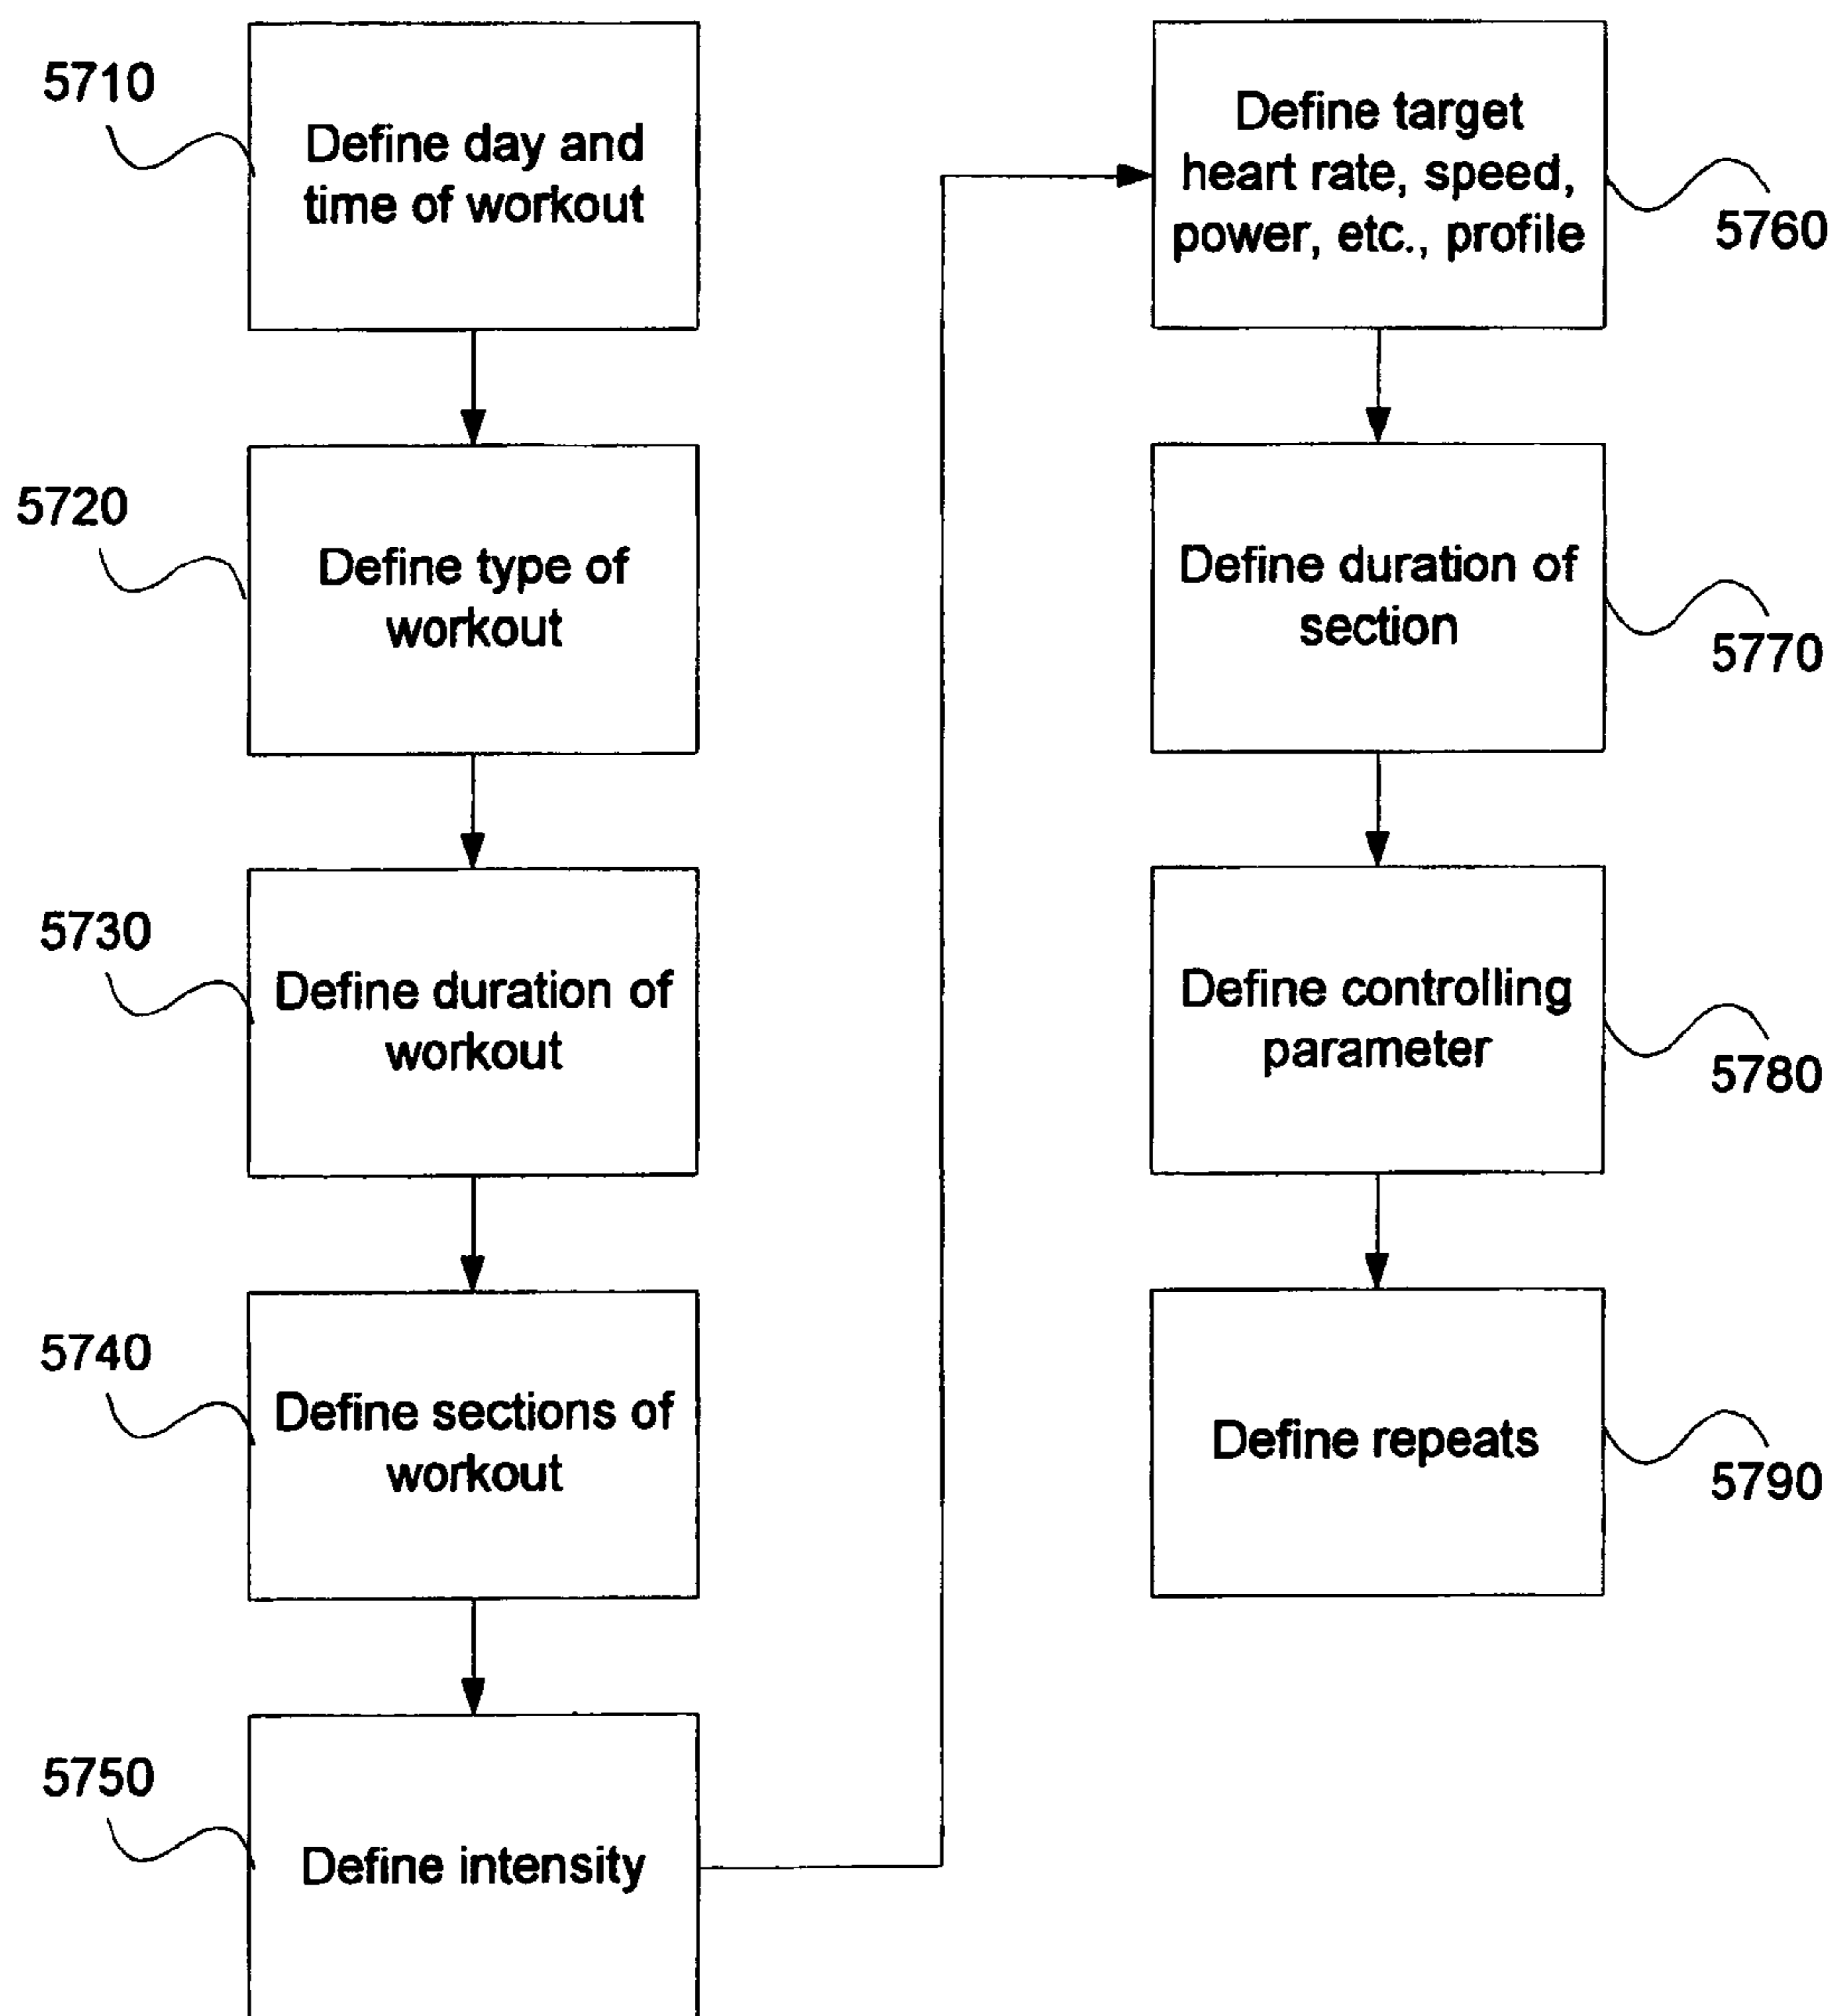 5710
Define day and
time of workout
5720
Define type of
workout
5730
Define duration of
workout
5740
Define sections of
workout
5750
Define intensity
Define target
heart rate, speed,
power, etc., profile
5760
Define duration of
section
5770
Define controlling
parameter
5780
Define repeats
5790